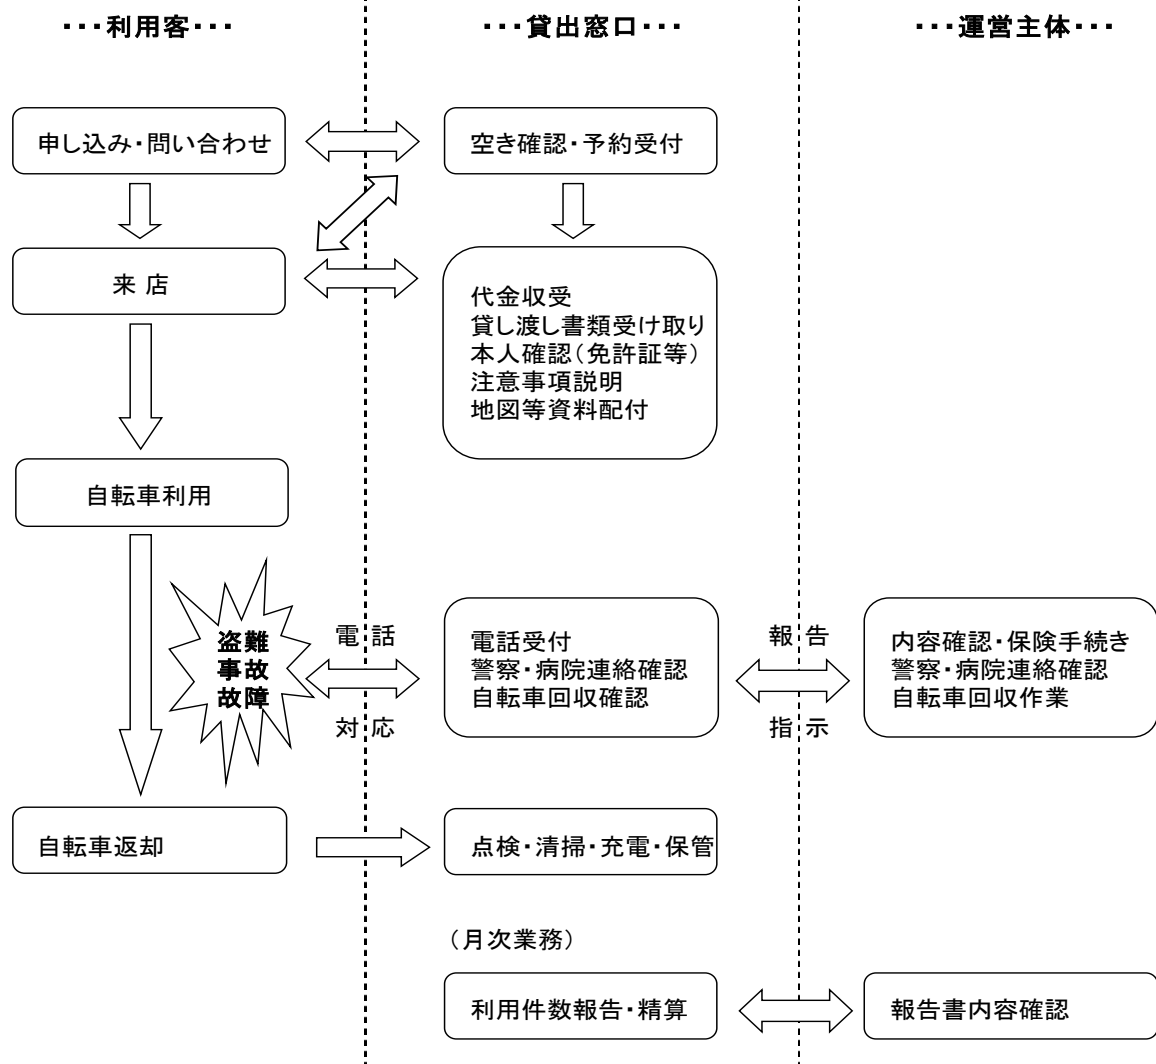 ･･･利用客･･･
･･･貸出窓口･･･
･･･運営主体･･･
申し込み･問い合わせ
空き確認･予約受付
来 店
代金収受
貸し渡し書類受け取り
本人確認(免許証等)
注意事項説明
地図等資料配付
自転車利用
盗難
事故
故障
電 話
対 応
電話受付
警察･病院連絡確認
自転車回収確認
報 告
指 示
内容確認･保険手続き
警察･病院連絡確認
自転車回収作業
自転車返却
点検･清掃･充電･保管
(月次業務)
利用件数報告･精算
報告書内容確認